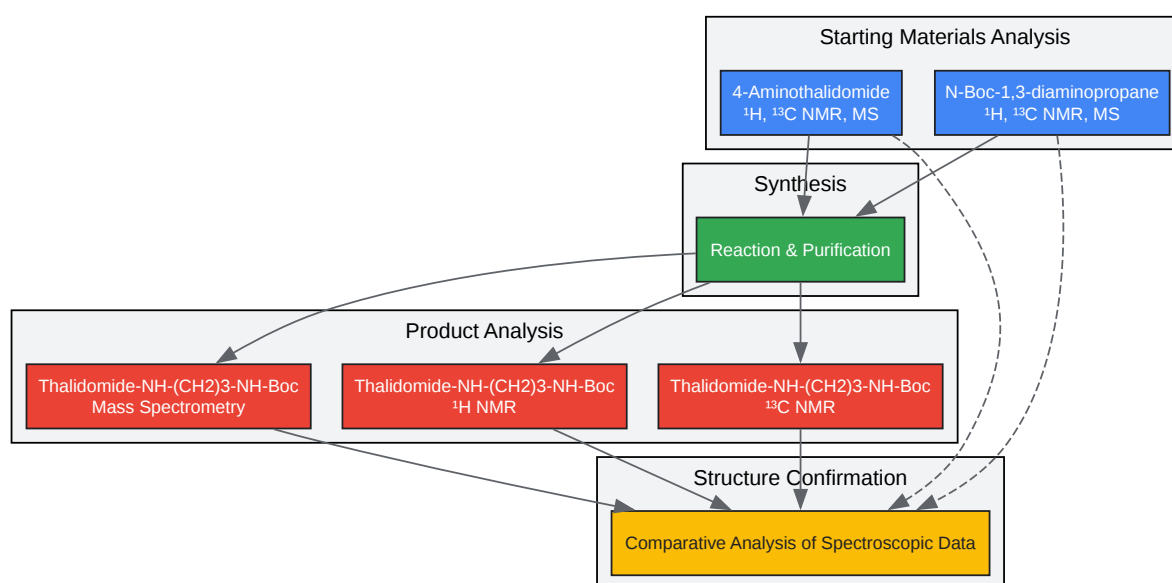 Starting Materials Analysis
4-Aminothalidomide
¹H, ¹³C NMR, MS
N-Boc-1,3-diaminopropane
¹H, ¹³C NMR, MS
Synthesis
Reaction & Purification
Product Analysis
Thalidomide-NH-(CH2)3-NH-Boc
Mass Spectrometry
Thalidomide-NH-(CH2)3-NH-Boc
¹H NMR
Thalidomide-NH-(CH2)3-NH-Boc
¹³C NMR
Structure Confirmation
Comparative Analysis of Spectroscopic Data